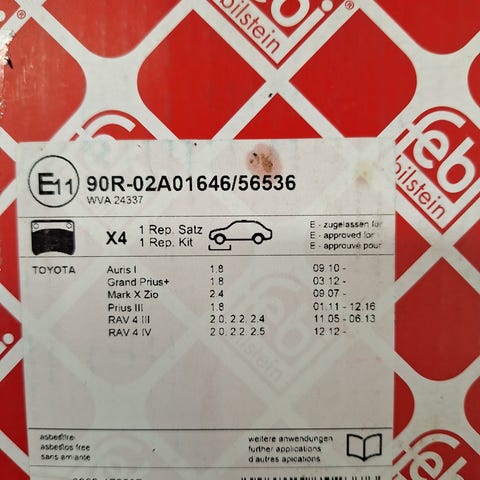 febi
bilstein
febi
bilstein
E11
90R-02A01646/56536
WVA 24337
X4
1 Rep. Satz
1 Rep. Kit
E - zugelassen für
E - approved for
E - approuvé pour
TOYOTA
Auris I 1.8 09.10 -
Grand Prius+ 1.8 03.12 -
Mark X Zio 2.4 09.07 -
Prius III 1.8 01.11 - 12.16
RAV 4 III 2.0, 2.2, 2.4 11.05 - 06.13
RAV 4 IV 2.0, 2.2, 2.5 12.12 -
asbestfrei
asbestos free
sans amiante
weitere anwendungen
further applications
d'autres apications